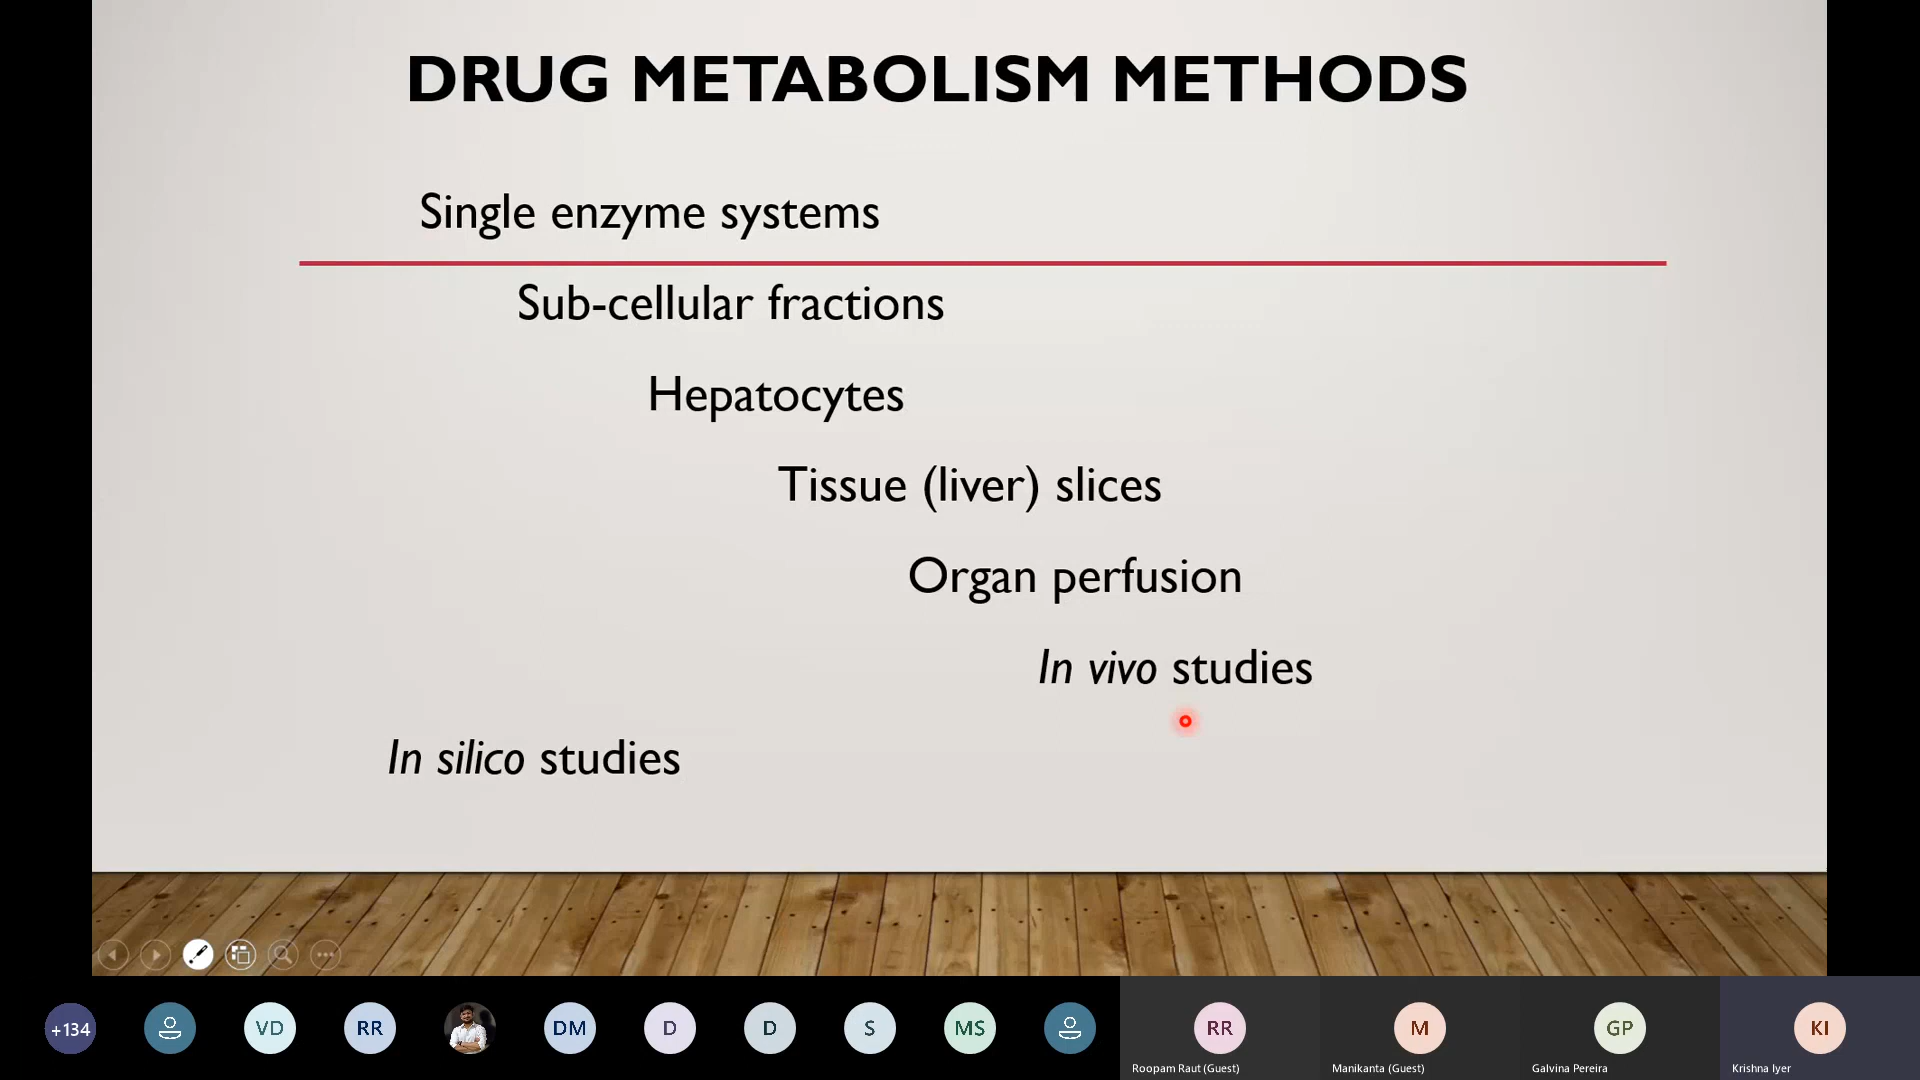 DRUG METABOLISM METHODS
Single enzyme systems
Sub-cellular fractions
Hepatocytes
Tissue (liver) slices
Organ perfusion
In vivo studies
In silico studies
+134
VD
RR
DM
D
D
S
MS
RR
M
GP
KI
Roopam Raut (Guest)
Manikanta (Guest)
Galvina Pereira
Krishna Iyer